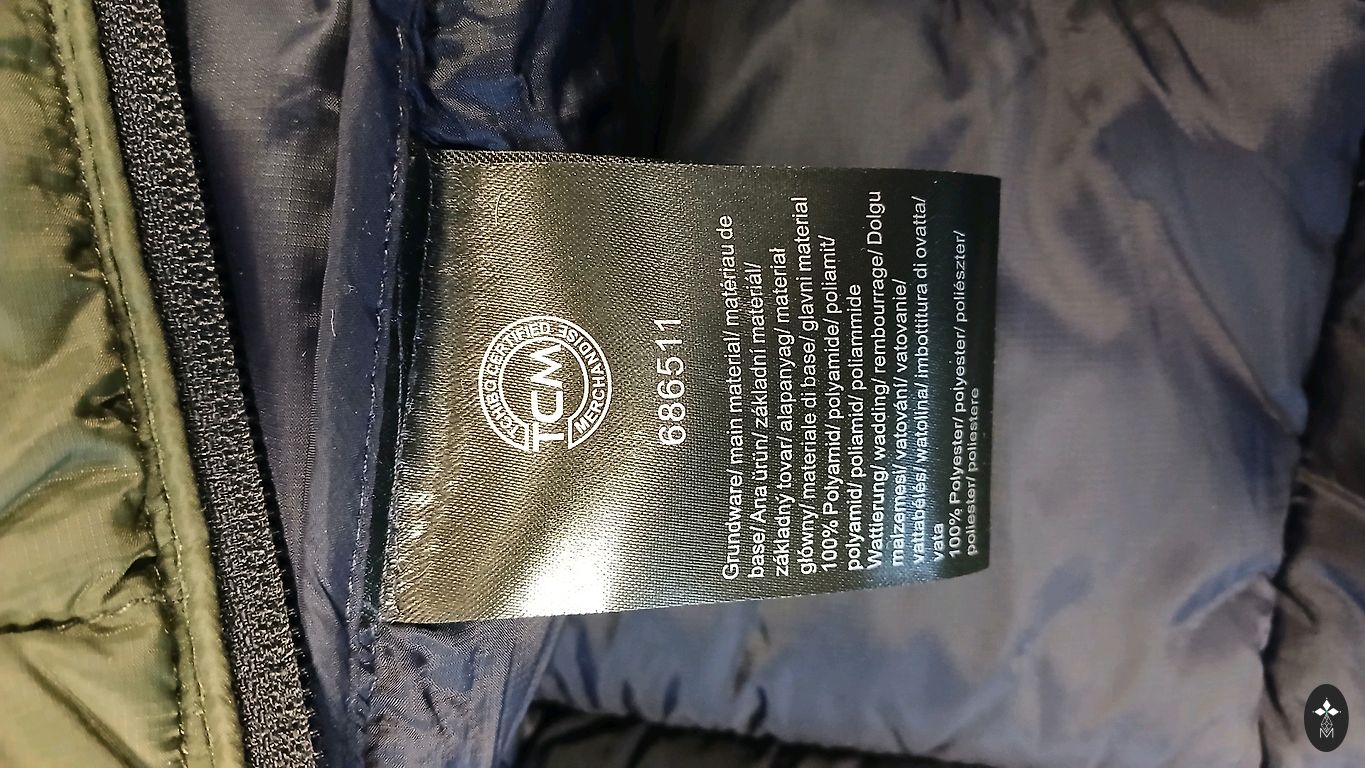 TCHIBO CERTIFIED
TCM
MERCHANDISE
686511
Grundware/ main material/ matériau de
base/ Ana ürün/ základní materiál/
základný tovar/ alapanyag/ materiał
główny/ materiale di base/ glavni material
100% Polyamid/ polyamide/ poliamit/
polyamid/ poliamid/ poliammide
Wattierung/ wadding/ rembourrage/ Dolgu
malzemesi/ vatování/ vatovanie/
vattabélés/ watolina/ imbottitura di ovatta/
vata
100% Polyester/ polyester/ poliészter/
poliester/ poliestere
M